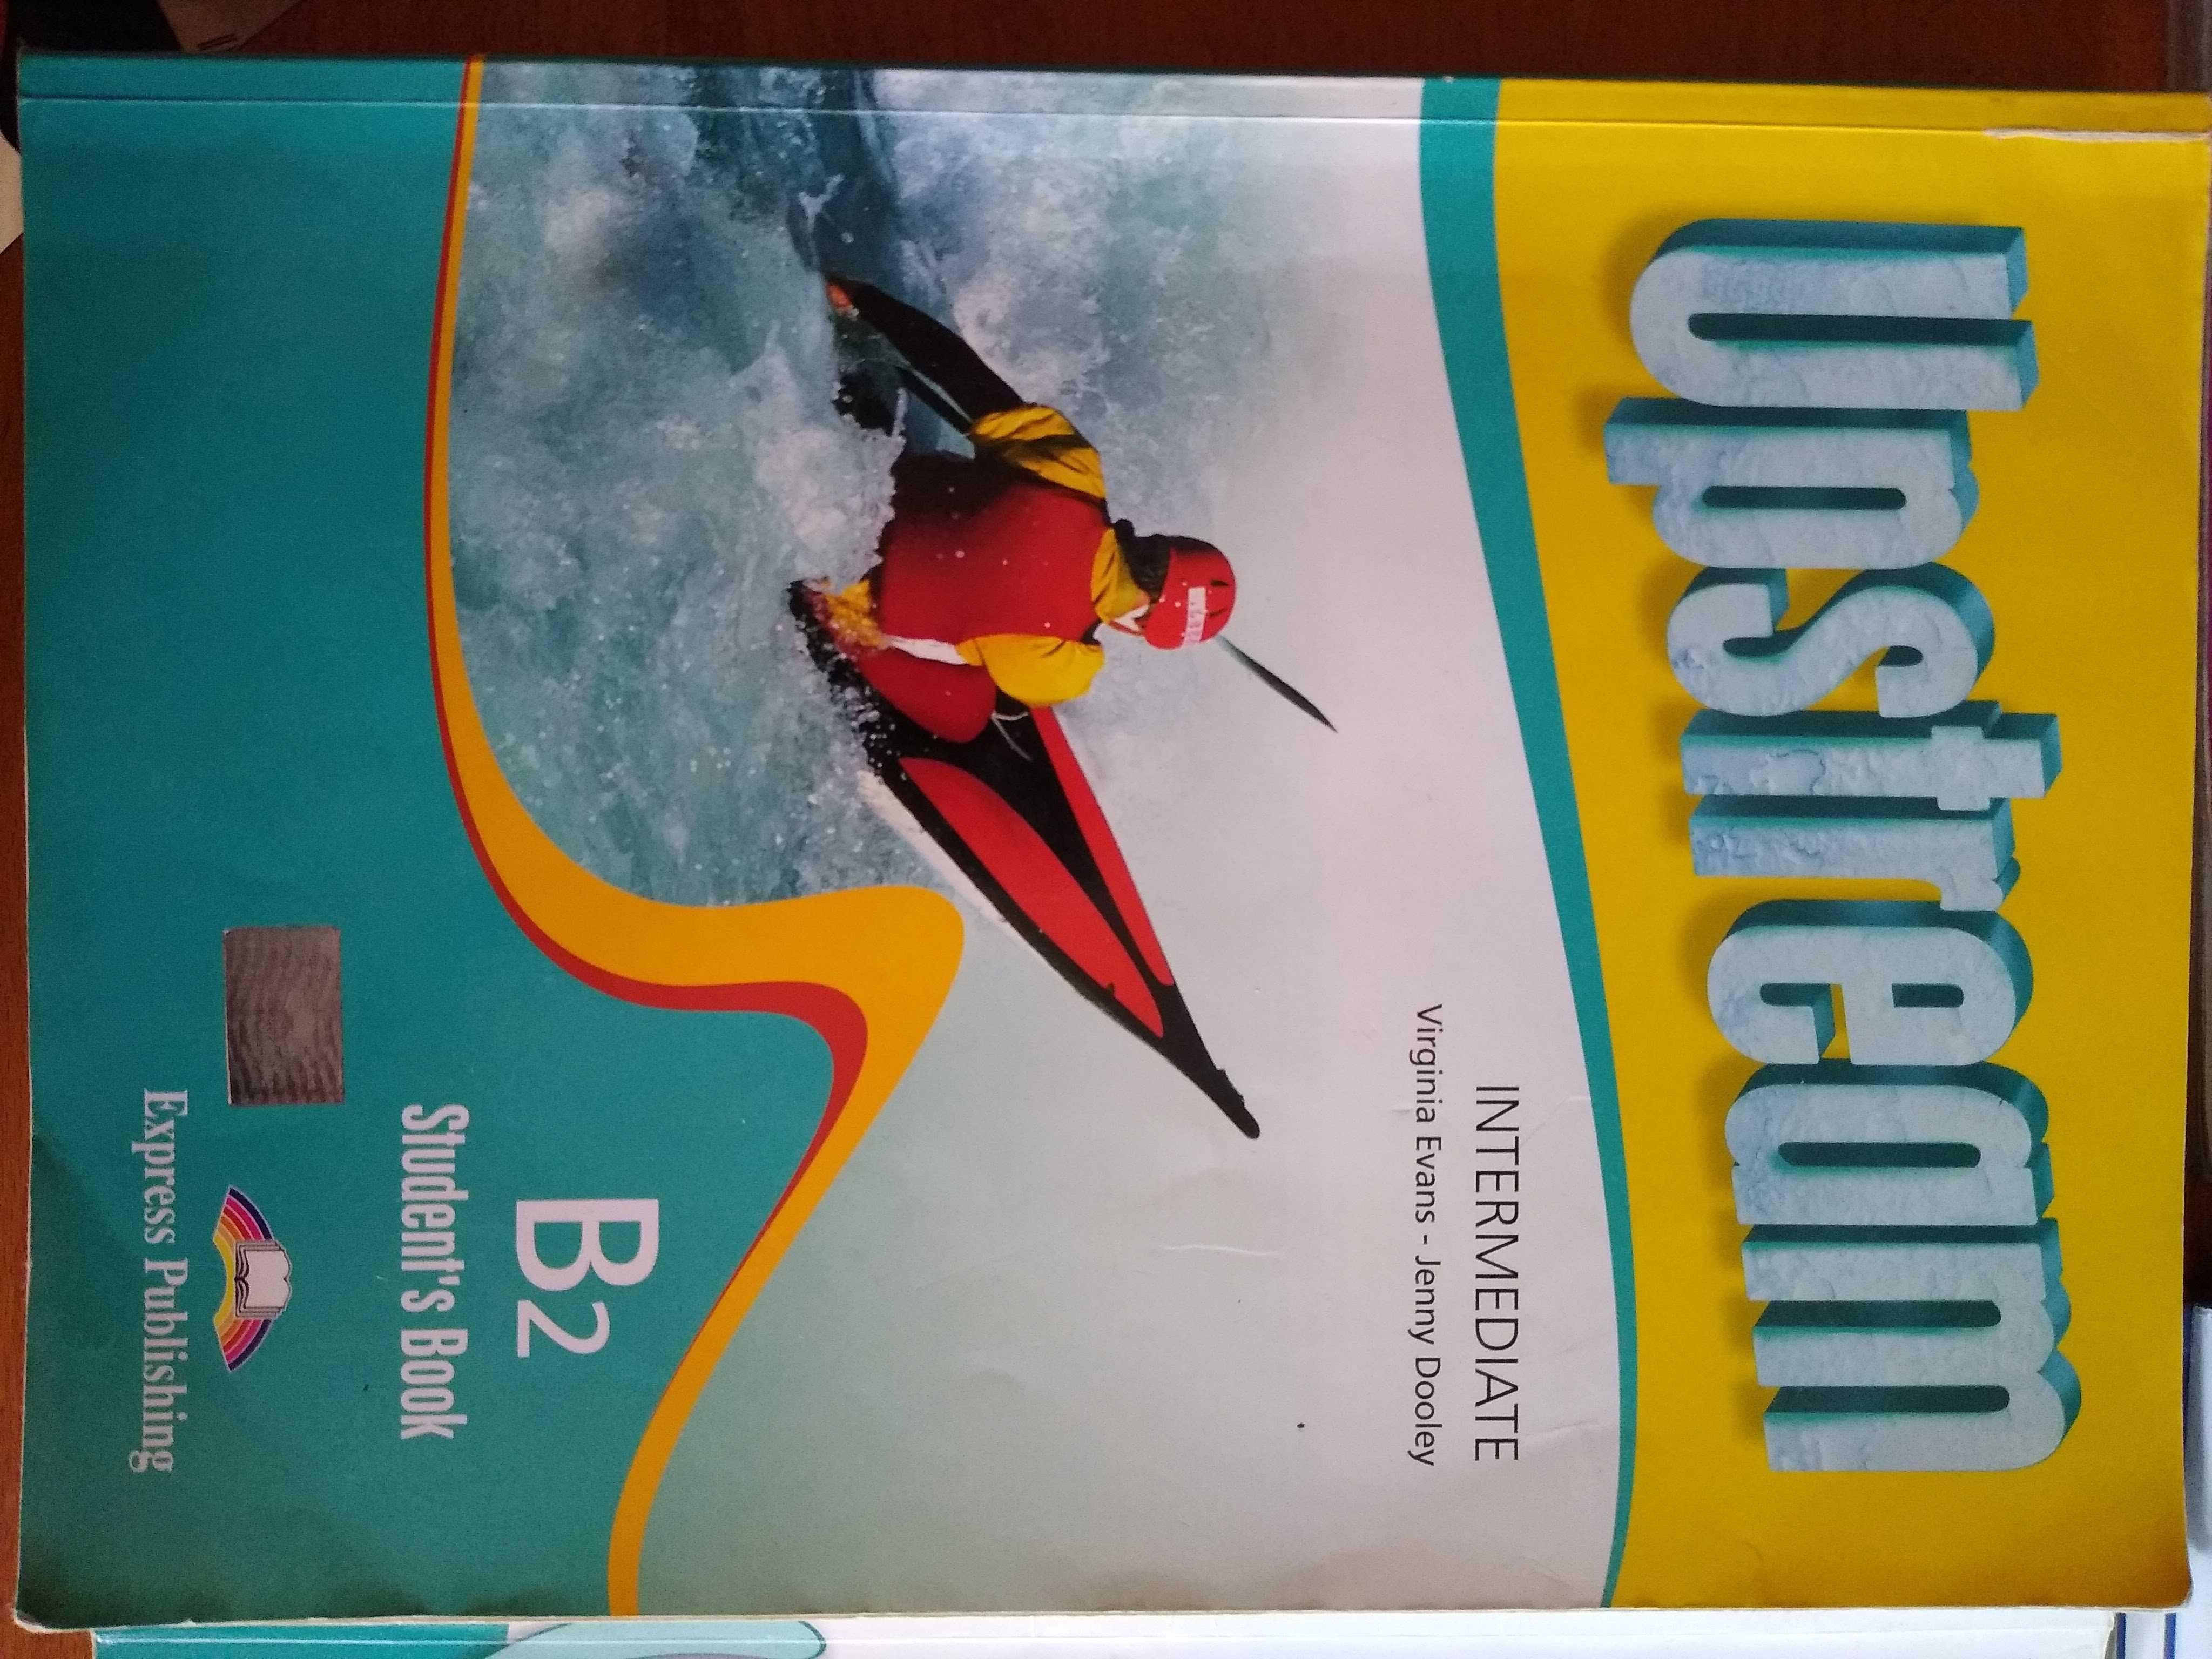 Upstream
INTERMEDIATE
Virginia Evans - Jenny Dooley
B2
Student's Book
Express Publishing